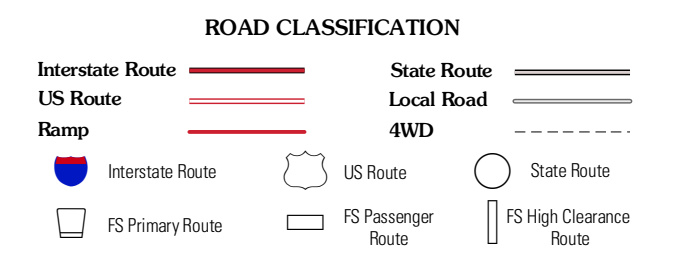 ROAD CLASSIFICATION
Interstate Route
State Route
US Route
Local Road
Ramp
4WD
Interstate Route
US Route
State Route
FS Primary Route
FS Passenger
Route
FS High Clearance
Route